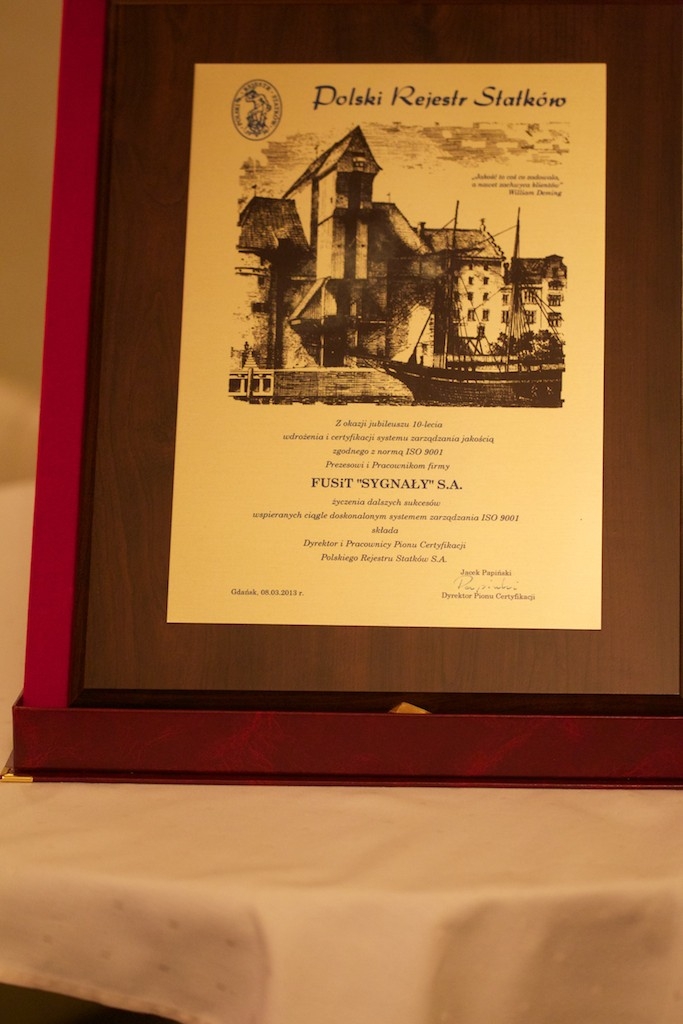 Polski Rejestr Statków
POLSKI REJESTR STATKÓW
„Jakość to coś co zadowala,
a nawet zachwyca klientów"
William Deming
Z okazji jubileuszu 10-lecia
wdrożenia i certyfikacji systemu zarządzania jakością
zgodnego z normą ISO 9001
Prezesowi i Pracownikom firmy
FUSiT "SYGNAŁY" S.A.
życzenia dalszych sukcesów
wspieranych ciągle doskonalonym systemem zarządzania ISO 9001
składa
Dyrektor i Pracownicy Pionu Certyfikacji
Polskiego Rejestru Statków S.A.
Jacek Papiński
Gdańsk, 08.03.2013 r.
Dyrektor Pionu Certyfikacji